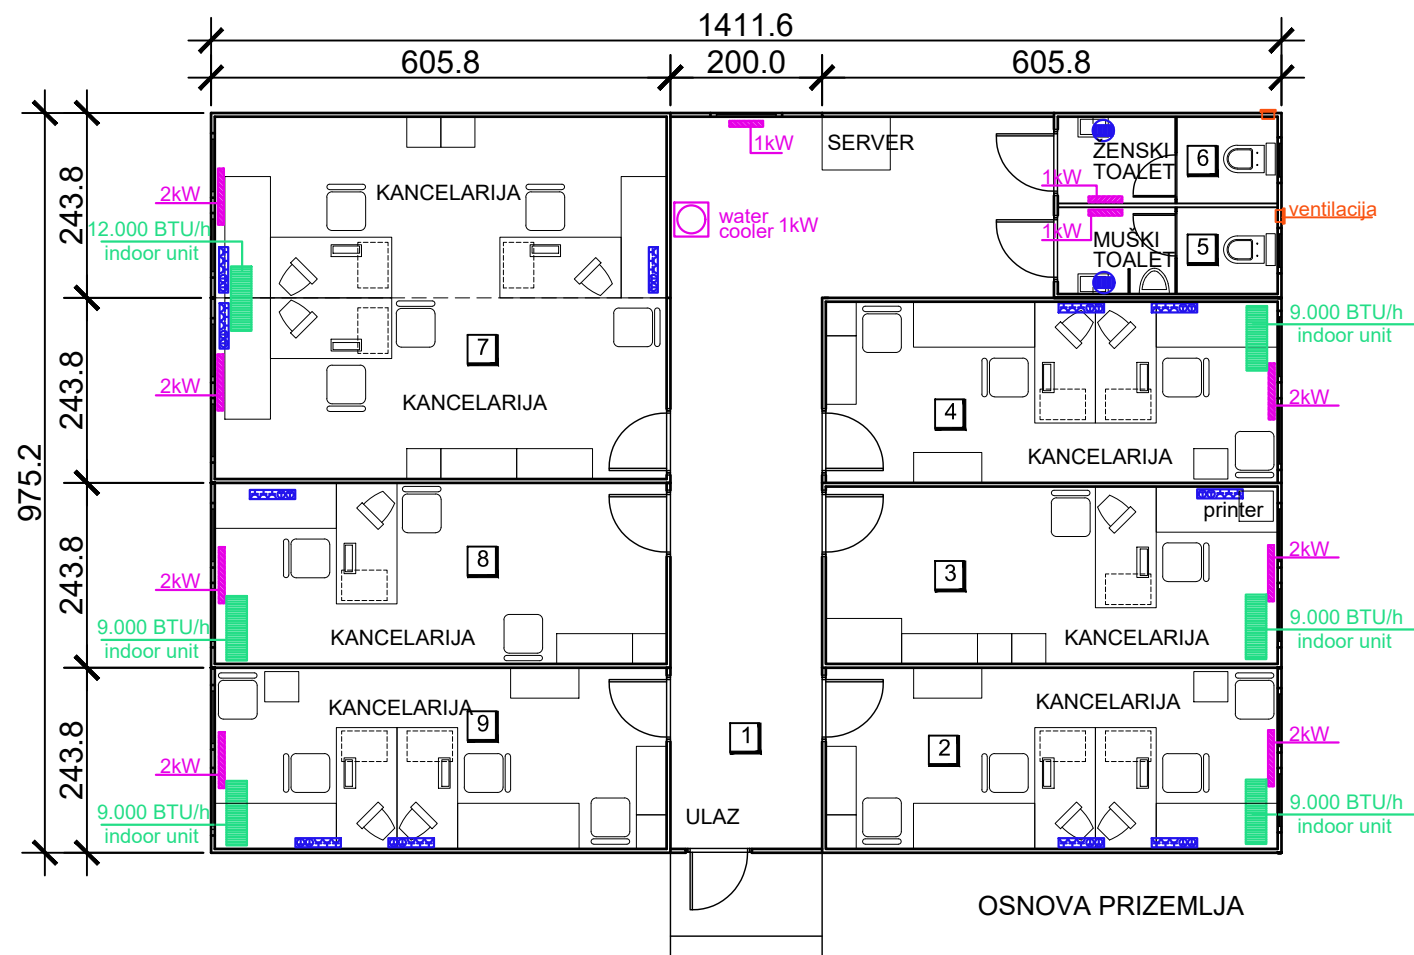 1411.6
605.8
200.0
605.8
975.2
243.8
243.8
243.8
243.8
KANCELARIJA
2kW
12.000 BTU/h
indoor unit
2kW
7
KANCELARIJA
1kW
SERVER
water
cooler
1kW
ŽENSKI
TOALET
6
1kW
1kW
MUŠKI
TOALET
5
ventilacija
9.000 BTU/h
indoor unit
2kW
4
KANCELARIJA
8
2kW
KANCELARIJA
9.000 BTU/h
indoor unit
printer
2kW
3
KANCELARIJA
9.000 BTU/h
indoor unit
KANCELARIJA
9
2kW
9.000 BTU/h
indoor unit
1
ULAZ
KANCELARIJA
2
2kW
9.000 BTU/h
indoor unit
OSNOVA PRIZEMLJA